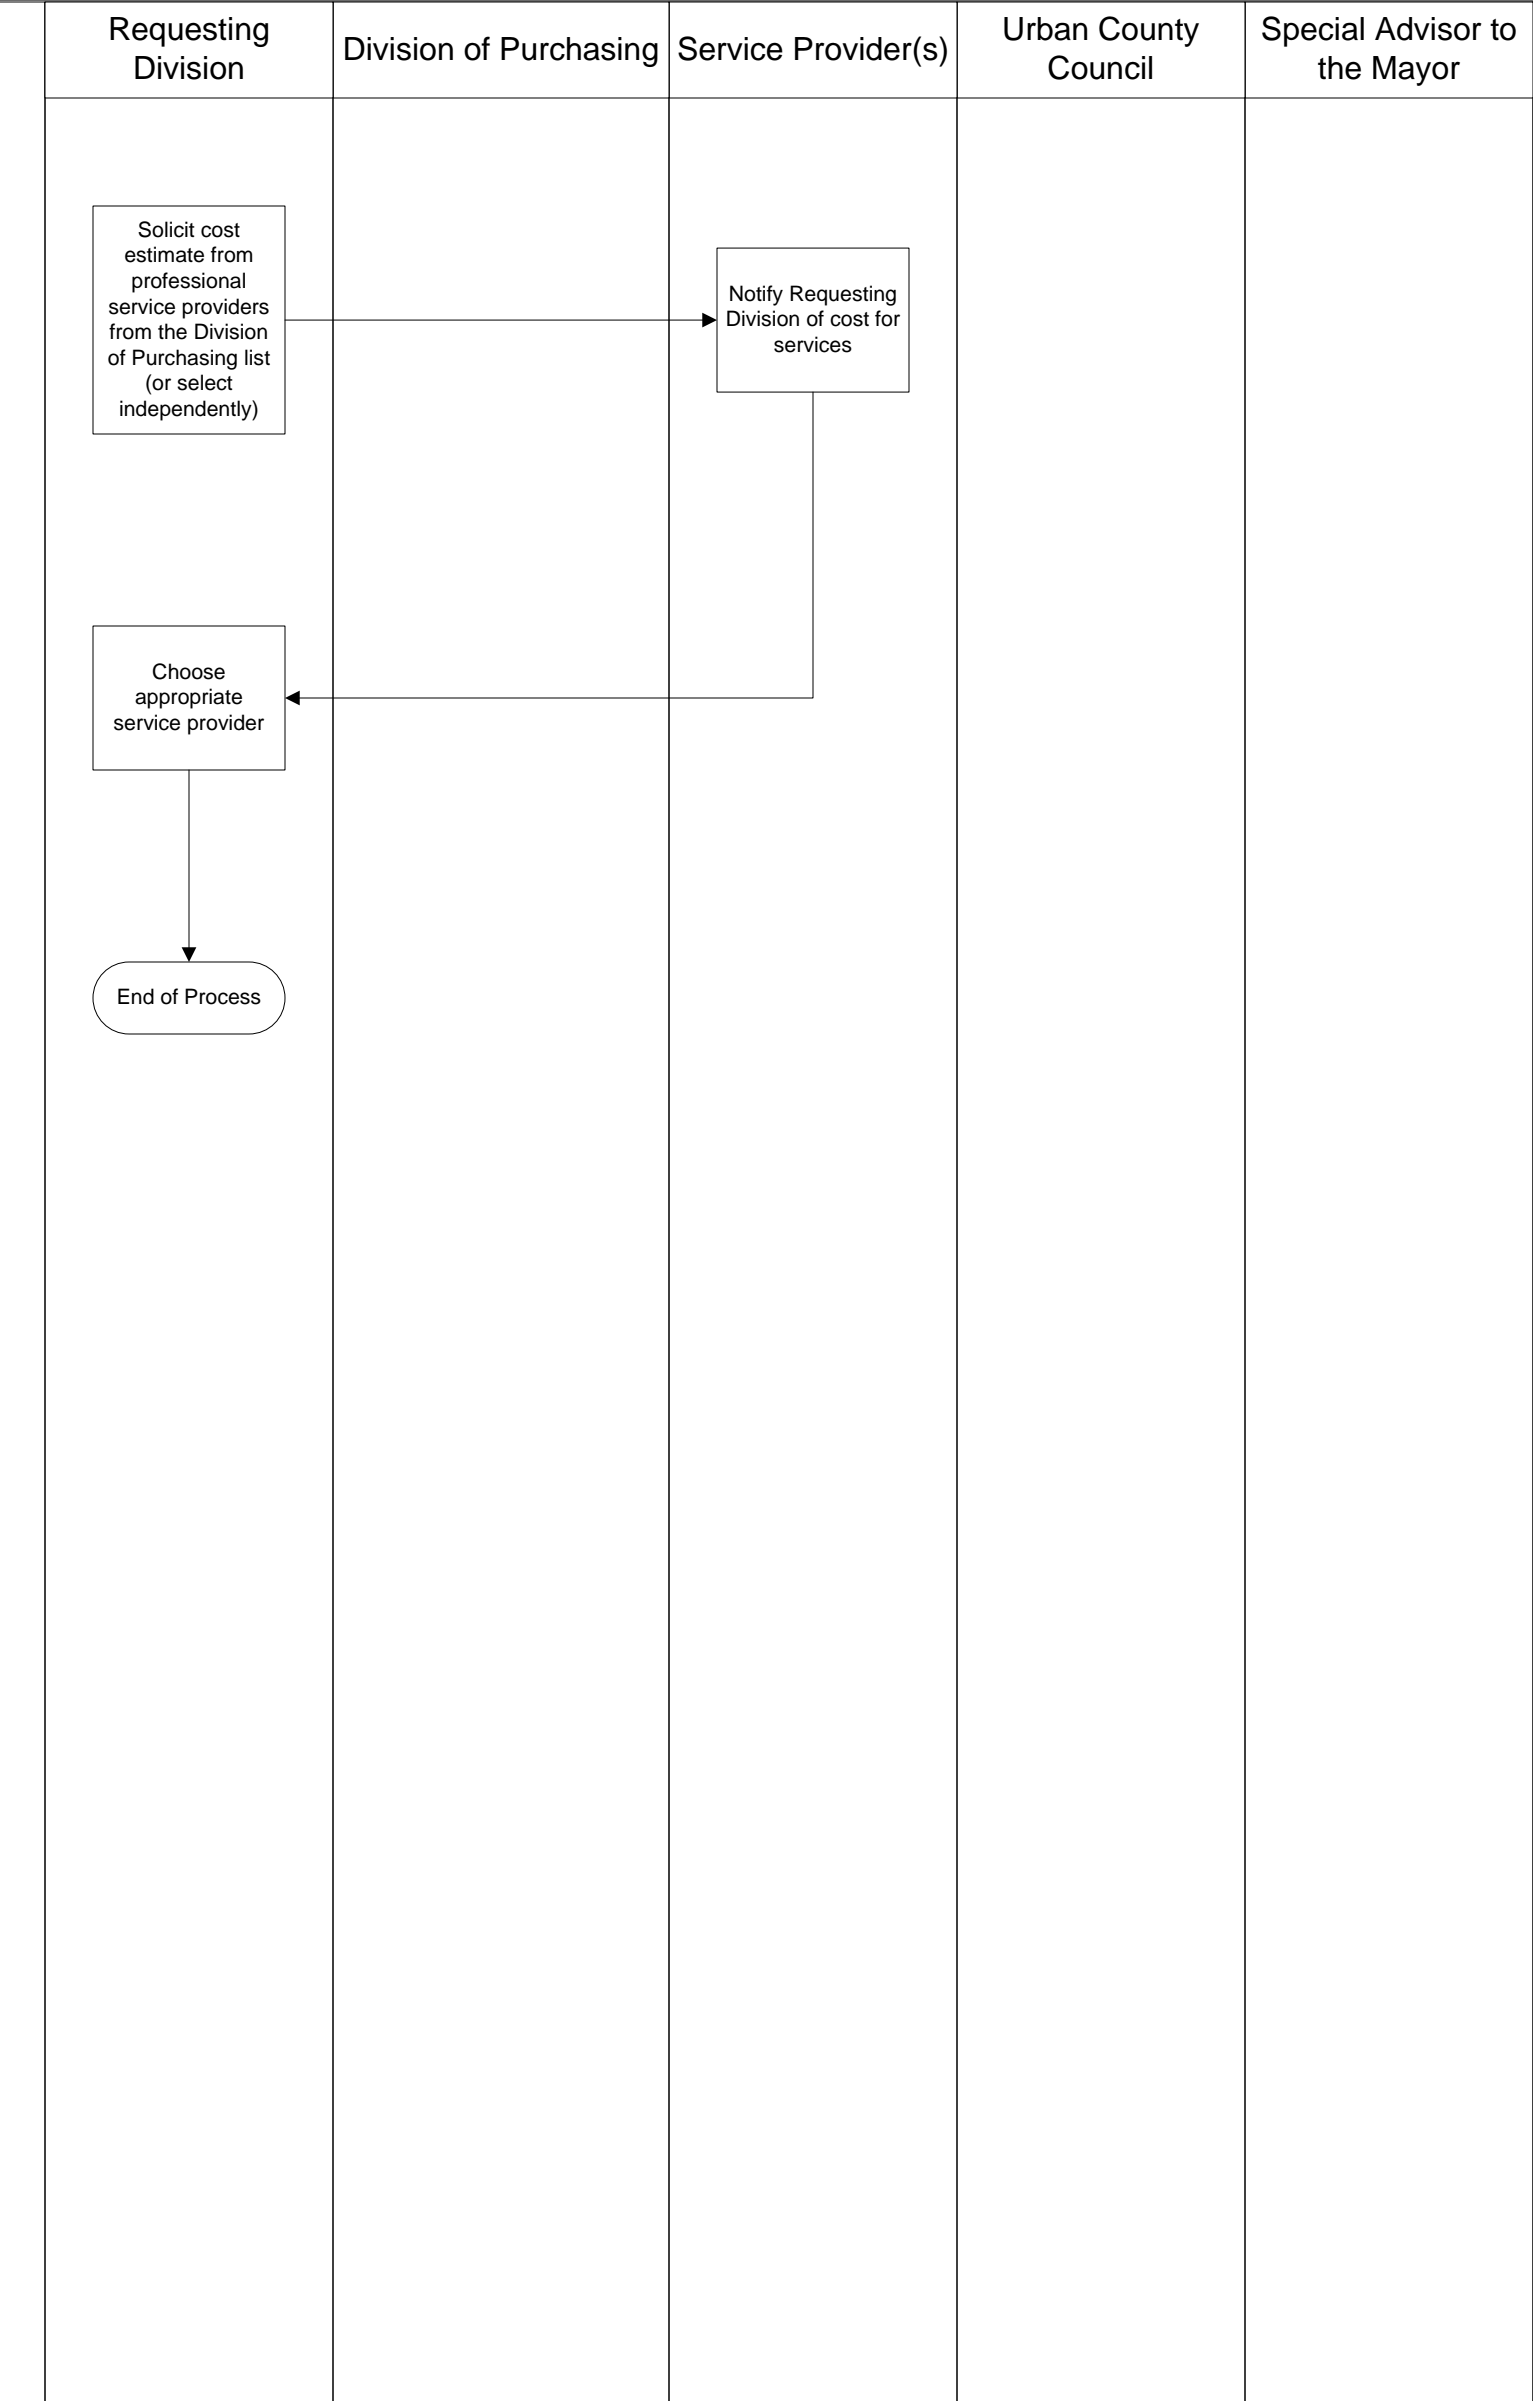 Requesting
Division
Division of Purchasing
Service Provider(s)
Urban County
Council
Special Advisor to
the Mayor
Solicit cost
estimate from
professional
service providers
from the Division
of Purchasing list
(or select
independently)
Notify Requesting
Division of cost for
services
Choose
appropriate
service provider
End of Process